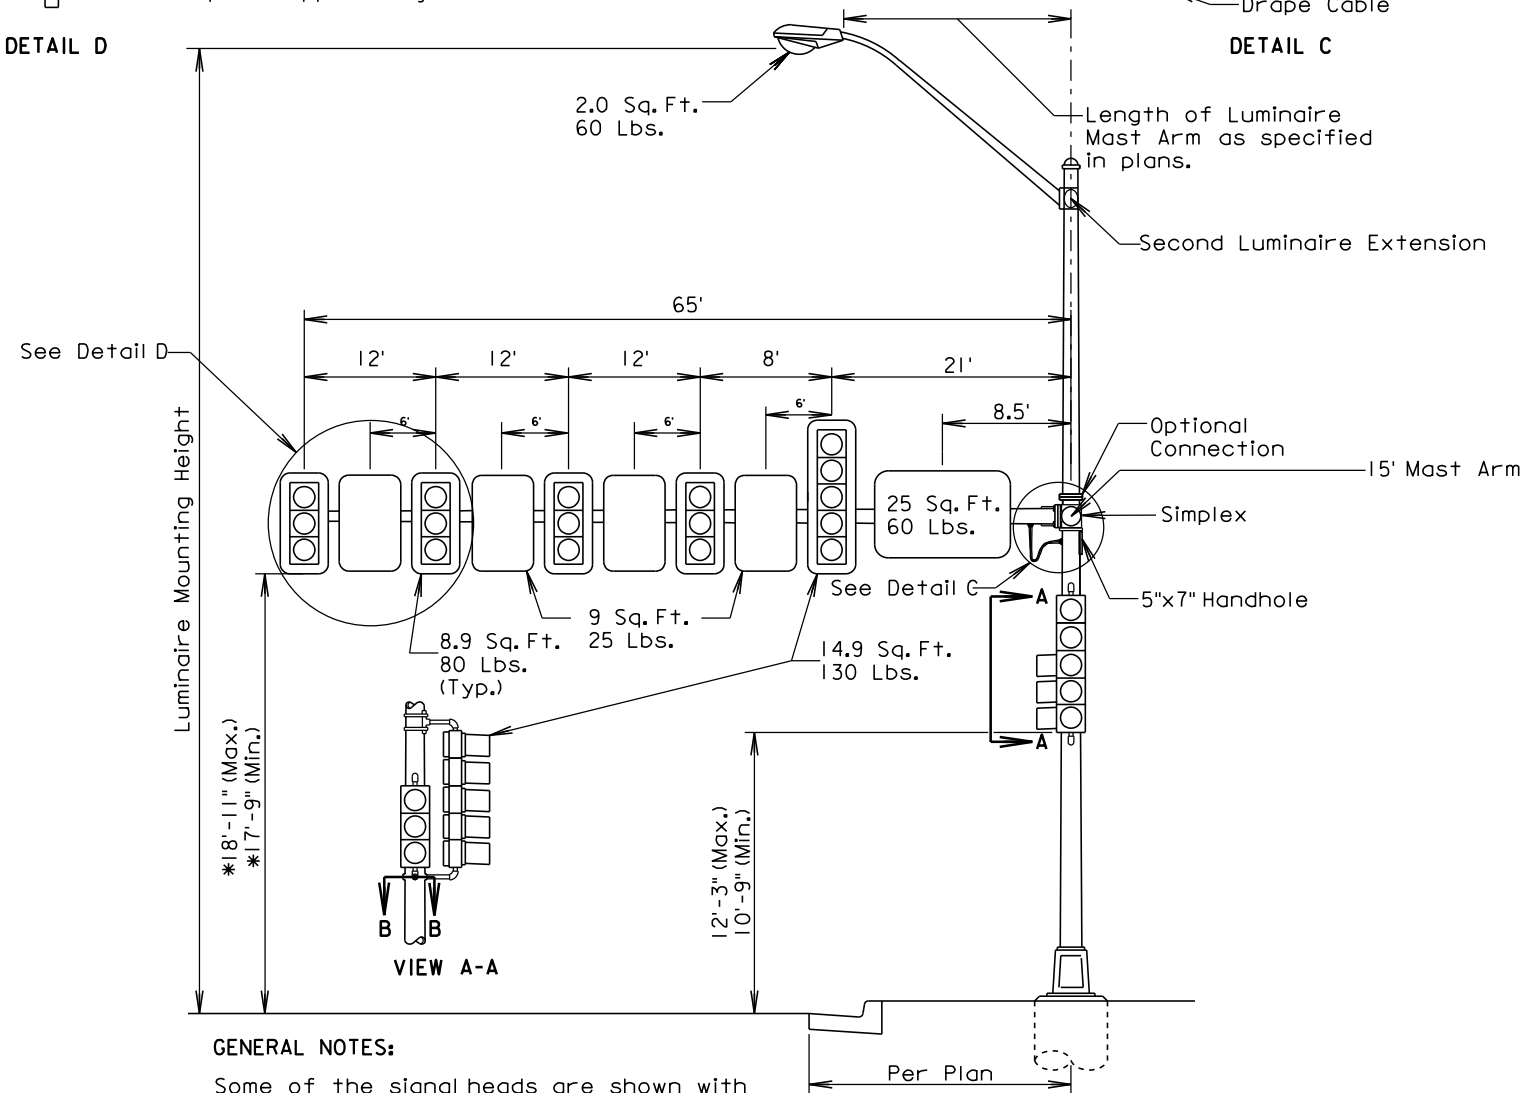 Drape Cable
DETAIL D
DETAIL C
2.0 Sq.Ft.
60 Lbs.
Length of Luminaire
Mast Arm as specified
in plans.
Second Luminaire Extension
65'
See Detail D
12'
12'
12'
8'
21'
6'
6'
6'
6'
8.5'
Optional
Connection
15' Mast Arm
25 Sq.Ft.
60 Lbs.
Simplex
See Detail C
A
5"x7" Handhole
9 Sq.Ft.
25 Lbs.
8.9 Sq.Ft.
80 Lbs.
(Typ.)
14.9 Sq.Ft.
130 Lbs.
Luminaire Mounting Height
*18'-11" (Max.)
*17'-9" (Min.)
A
12'-3" (Max.)
10'-9" (Min.)
B B
VIEW A-A
GENERAL NOTES:
Some of the signal heads are shown with
Per Plan